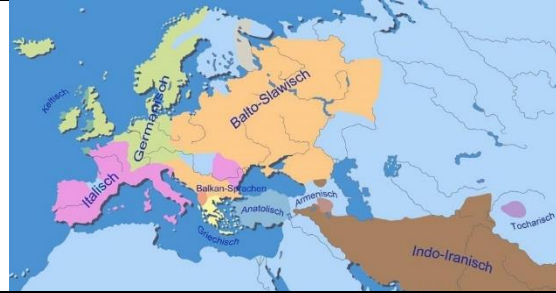 Keltisch
Germanisch
Balto-Slawisch
Italisch
Balkan-Sprachen
Griechisch
Anatolisch
Armenisch
Tocharisch
Indo-Iranisch